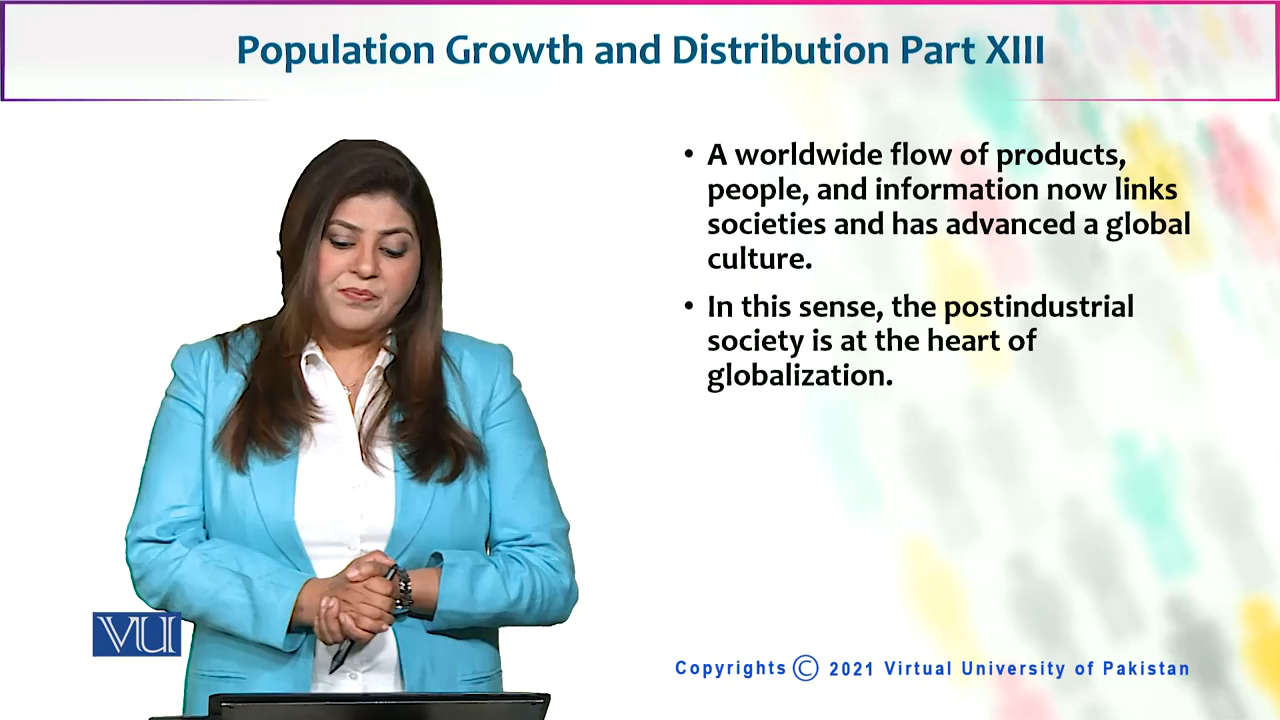 Population Growth and Distribution Part XIII
• A worldwide flow of products,
people, and information now links
societies and has advanced a global
culture.
• In this sense, the postindustrial
society is at the heart of
globalization.
VU
Copyrights © 2021 Virtual University of Pakistan